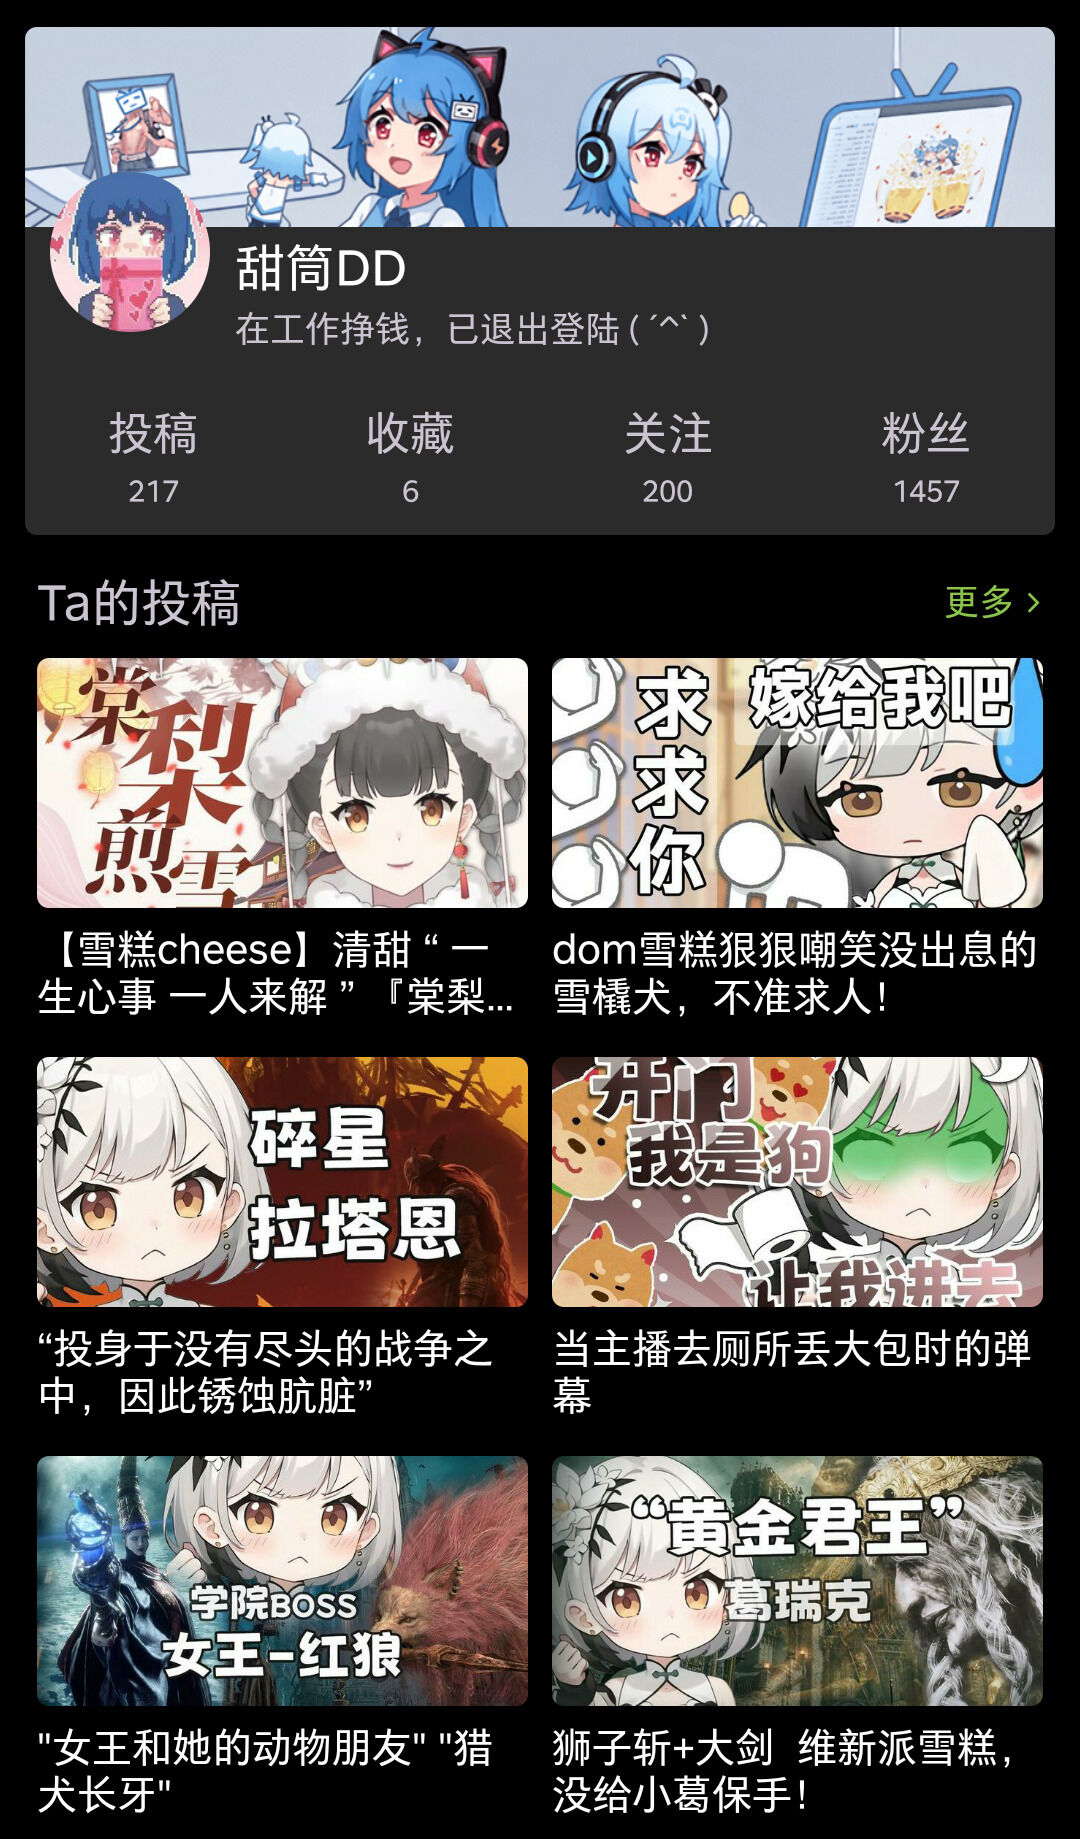 甜筒DD
在工作挣钱，已退出登陆 ( ´^` )
投稿
收藏
关注
粉丝
217
6
200
1457
Ta的投稿
更多 >
棠梨煎雪
求求你
嫁给我吧
【雪糕cheese】清甜 “ 一
生心事 一人来解 ” 『棠梨...
dom雪糕狠狠嘲笑没出息的
雪橇犬，不准求人！
碎星
拉塔恩
开门
我是狗
让我进去
“投身于没有尽头的战争之
中，因此锈蚀肮脏”
当主播去厕所丢大包时的弹
幕
学院BOSS
女王-红狼
“黄金君王”
葛瑞克
"女王和她的动物朋友" "猎
犬长牙"
狮子斩+大剑  维新派雪糕，
没给小葛保手！